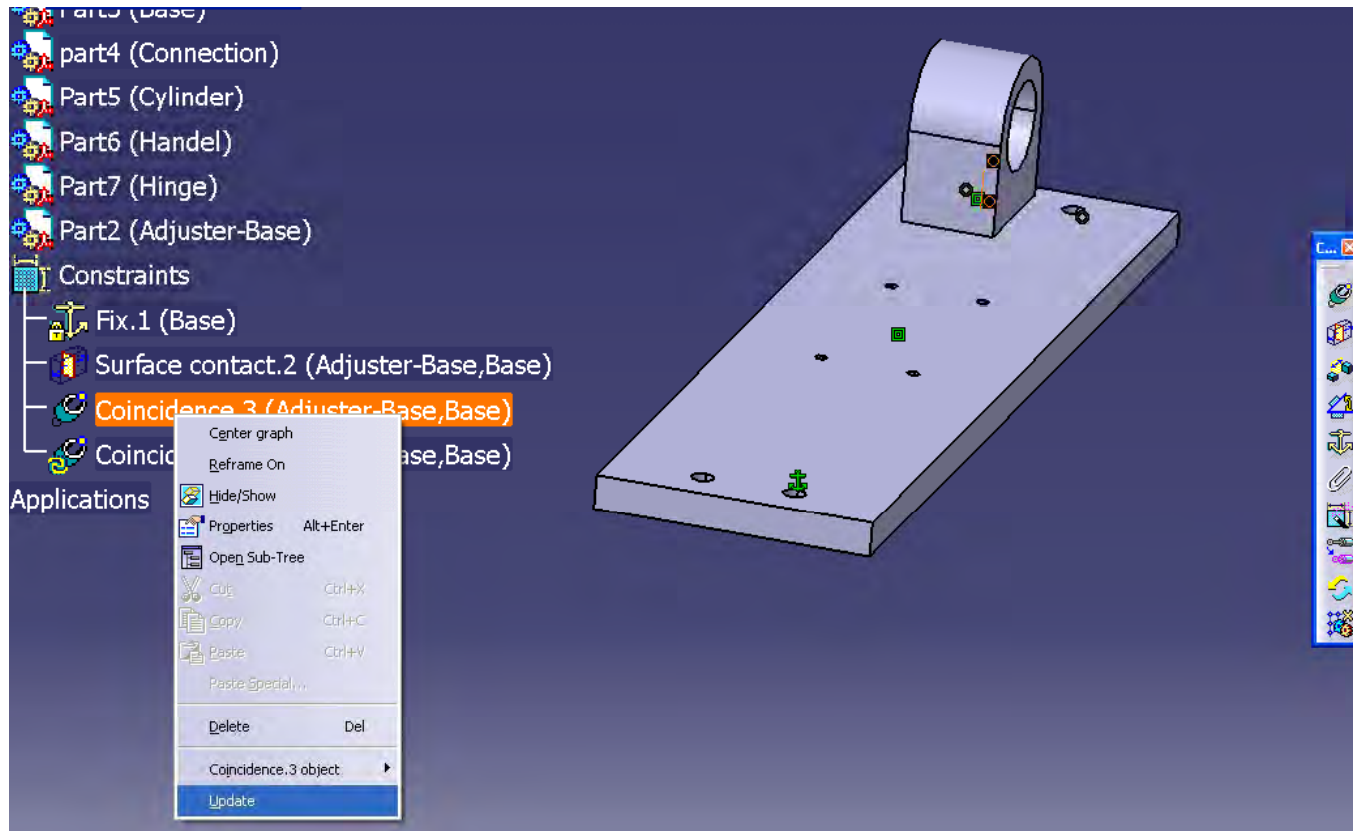 Part3 (Base)
part4 (Connection)
Part5 (Cylinder)
Part6 (Handel)
Part7 (Hinge)
Part2 (Adjuster-Base)
Constraints
Fix.1 (Base)
Surface contact.2 (Adjuster-Base,Base)
Coincidence.3 (Adjuster-Base,Base)
Coincid ase,Base)
Applications
Center graph
Reframe On
Hide/Show
Properties Alt+Enter
Open Sub-Tree
Cut Ctrl+X
Copy Ctrl+C
Paste Ctrl+V
Paste Special...
Delete Del
Coincidence.3 object
Update
C...